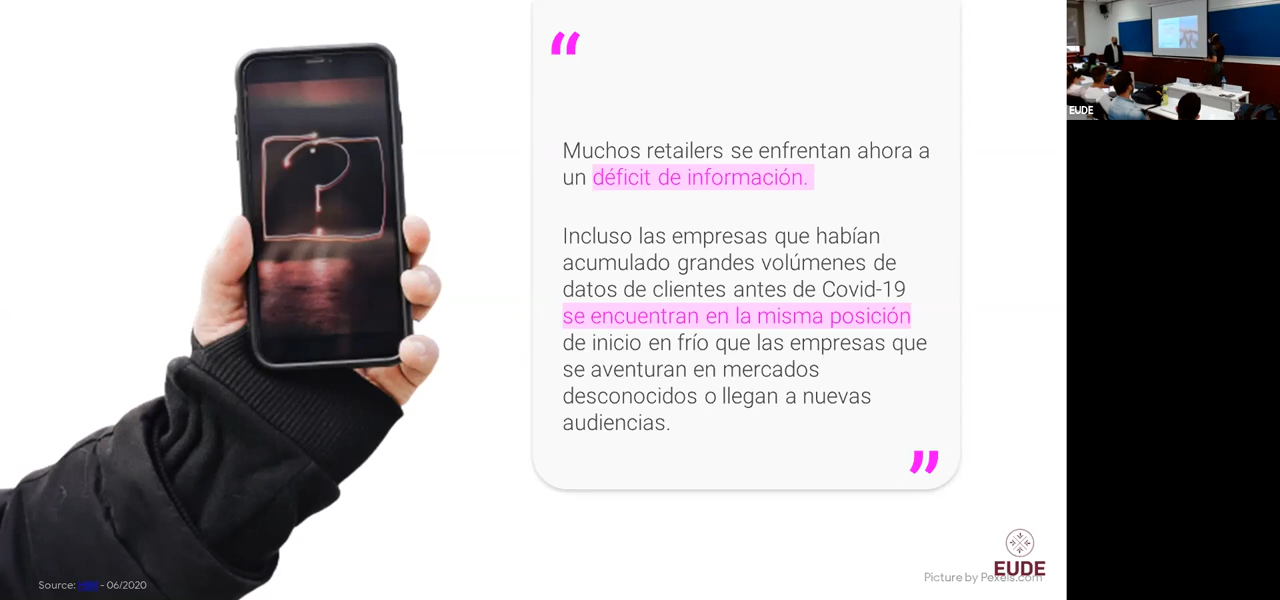 “
Muchos retailers se enfrentan ahora a
un déficit de información.
Incluso las empresas que habían
acumulado grandes volúmenes de
datos de clientes antes de Covid-19
se encuentran en la misma posición
de inicio en frío que las empresas que
se aventuran en mercados
desconocidos o llegan a nuevas
audiencias.
”
Source: - 06/2020
Picture by Pexels.com
EUDE
EUDE